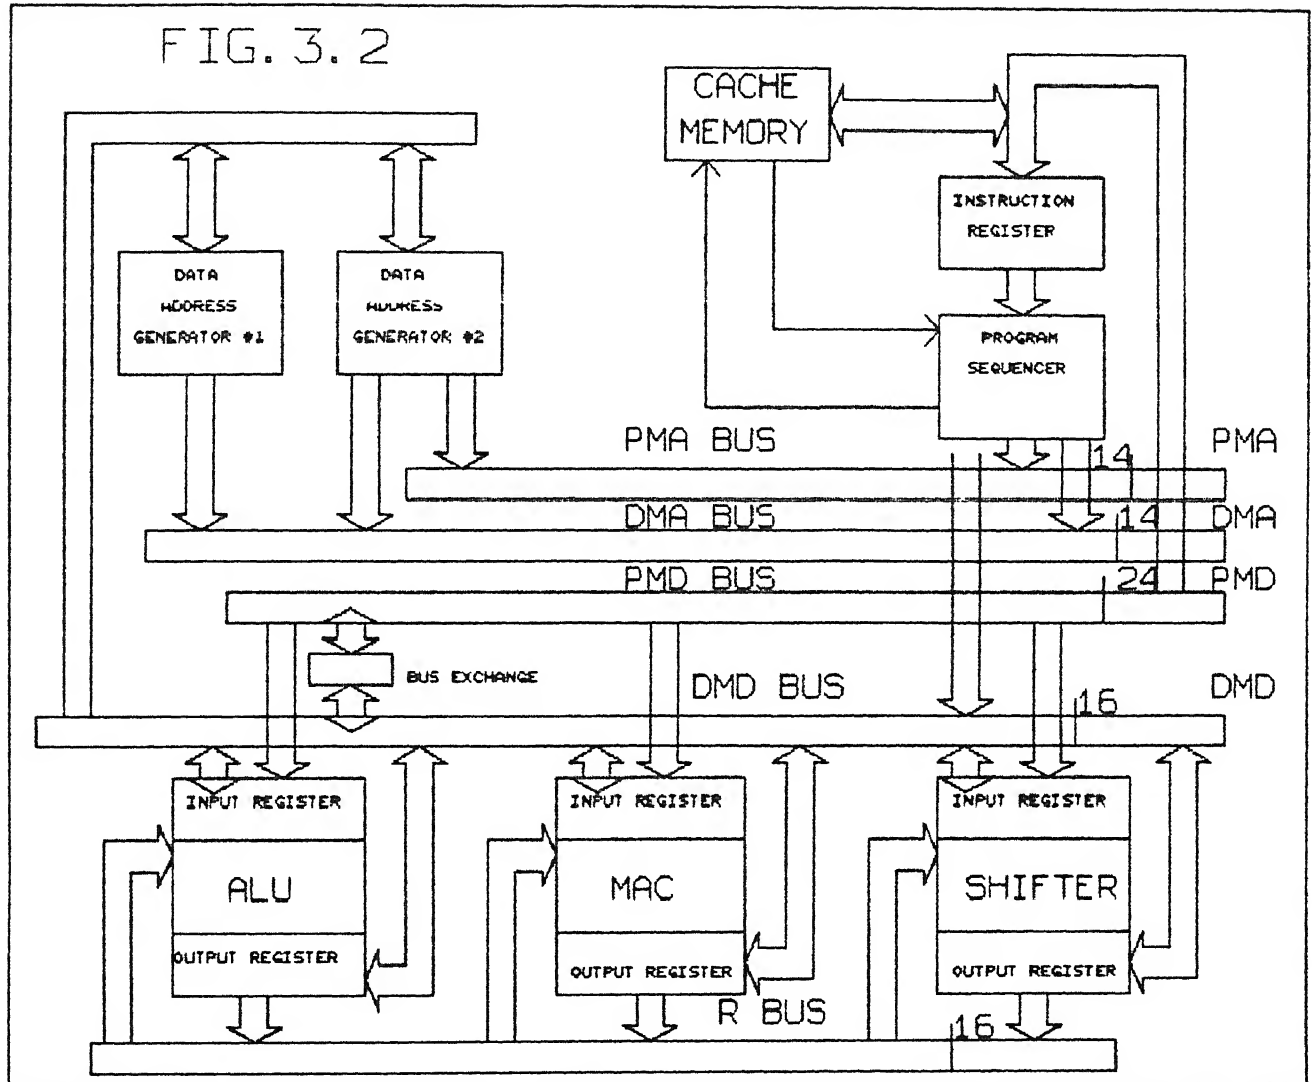 FIG. 3.2
CACHE
MEMORY
INSTRUCTION
REGISTER
DATA
ADDRESS
GENERATOR #1
DATA
ADDRESS
GENERATOR #2
PROGRAM
SEQUENCER
PMA BUS
14
PMA
DMA BUS
14
DMA
PMD BUS
24
PMD
BUS EXCHANGE
DMD BUS
16
DMD
INPUT REGISTER
ALU
OUTPUT REGISTER
INPUT REGISTER
MAC
OUTPUT REGISTER
INPUT REGISTER
SHIFTER
OUTPUT REGISTER
R BUS
16